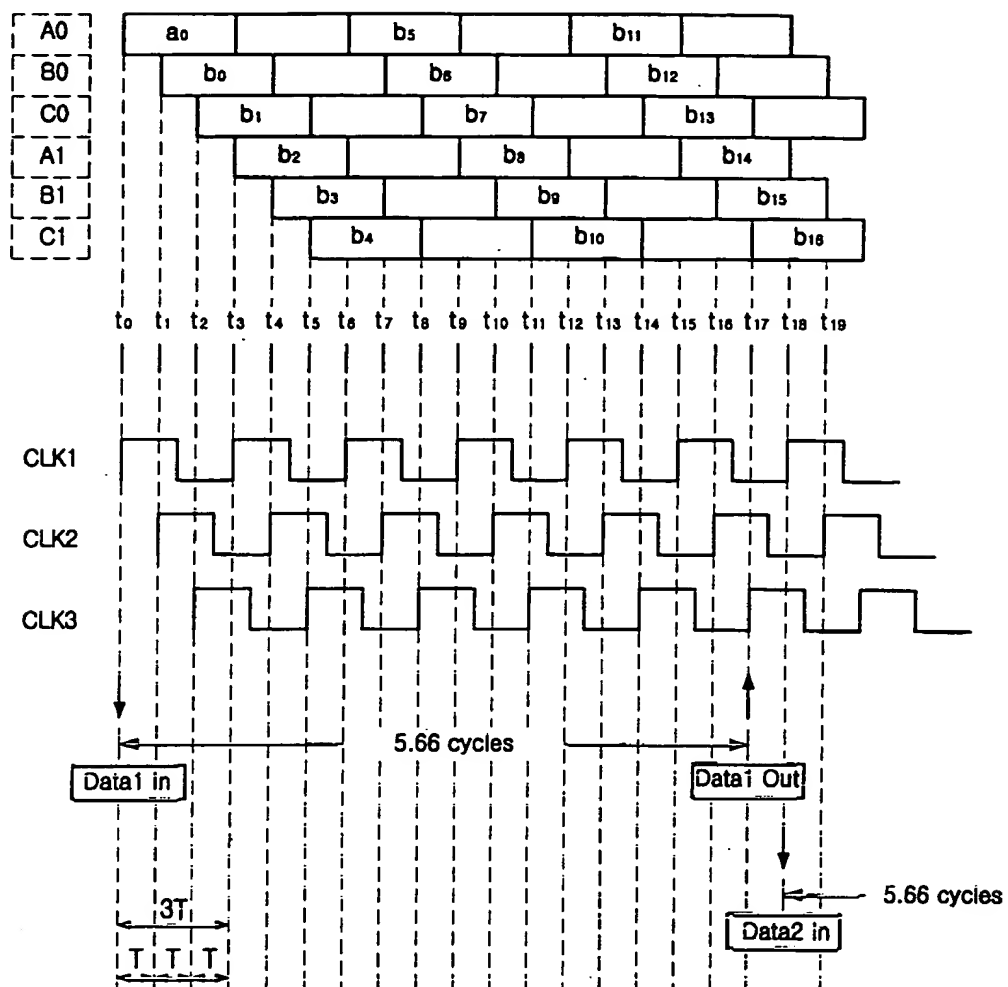 A0 a0 b5 b11
B0 b0 b6 b12
C0 b1 b7 b13
A1 b2 b8 b14
B1 b3 b9 b15
C1 b4 b10 b16
t0 t1 t2 t3 t4 t5 t6 t7 t8 t9 t10 t11 t12 t13 t14 t15 t16 t17 t18 t19
CLK1
CLK2
CLK3
5.66 cycles
Data1 in Data1 Out
3T 5.66 cycles
Data2 in
T T T